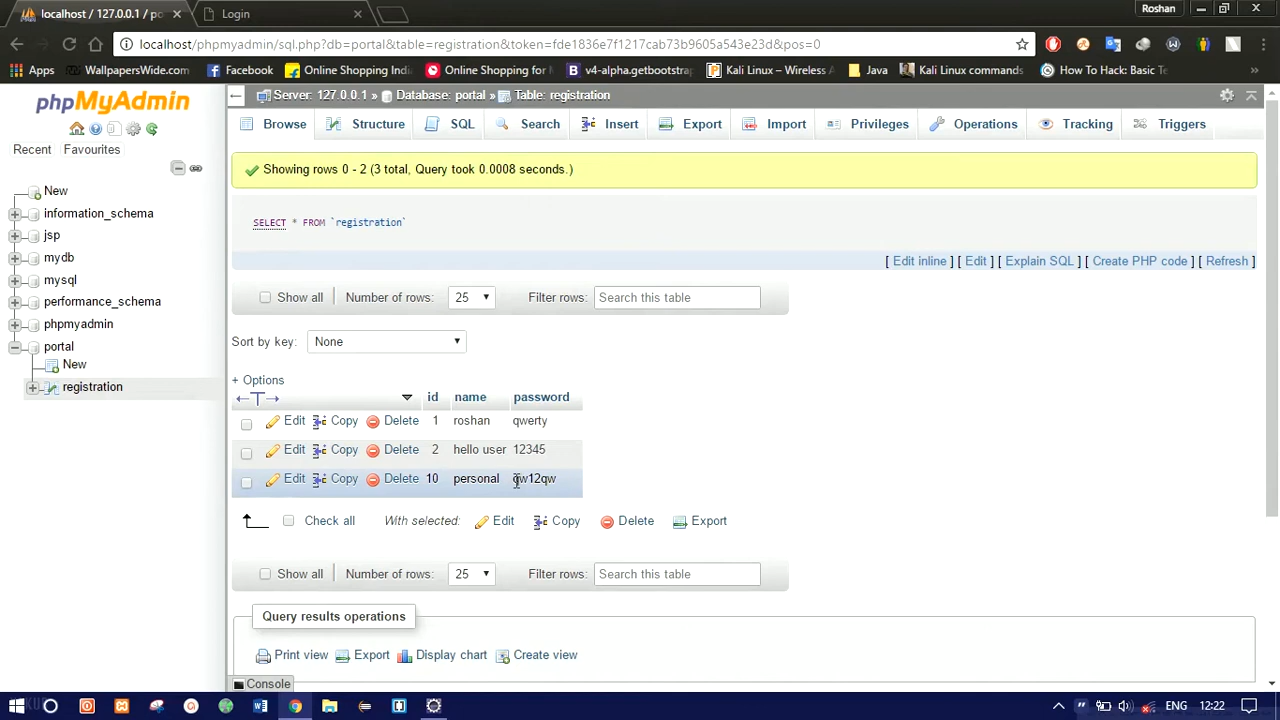 localhost / 127.0.0.1 / po
Login
Roshan
localhost/phpmyadmin/sql.php?db=portal&table=registration&token=fde1836e7f1217cab73b9605a543e23d&pos=0
Apps
WallpapersWide.com
Facebook
Online Shopping Indi
Online Shopping for
v4-alpha.getbootstrap
Kali Linux – Wireless A
Java
Kali Linux commands
How To Hack: Basic Te
phpMyAdmin
Recent
Favourites
New
information_schema
jsp
mydb
mysql
performance_schema
phpmyadmin
portal
New
registration
Server: 127.0.0.1 » Database: portal » Table: registration
Browse
Structure
SQL
Search
Insert
Export
Import
Privileges
Operations
Tracking
Triggers
Showing rows 0 - 2 (3 total, Query took 0.0008 seconds.)
SELECT * FROM `registration`
[ Edit inline ] [ Edit ] [ Explain SQL ] [ Create PHP code ] [ Refresh ]
Show all
Number of rows: 25
Filter rows: Search this table
Sort by key: None
+ Options
id name password
Edit Copy Delete 1 roshan qwerty
Edit Copy Delete 2 hello user 12345
Edit Copy Delete 10 personal qw12qw
Check all With selected: Edit Copy Delete Export
Show all
Number of rows: 25
Filter rows: Search this table
Query results operations
Print view Export Display chart Create view
Console
ENG 12:22